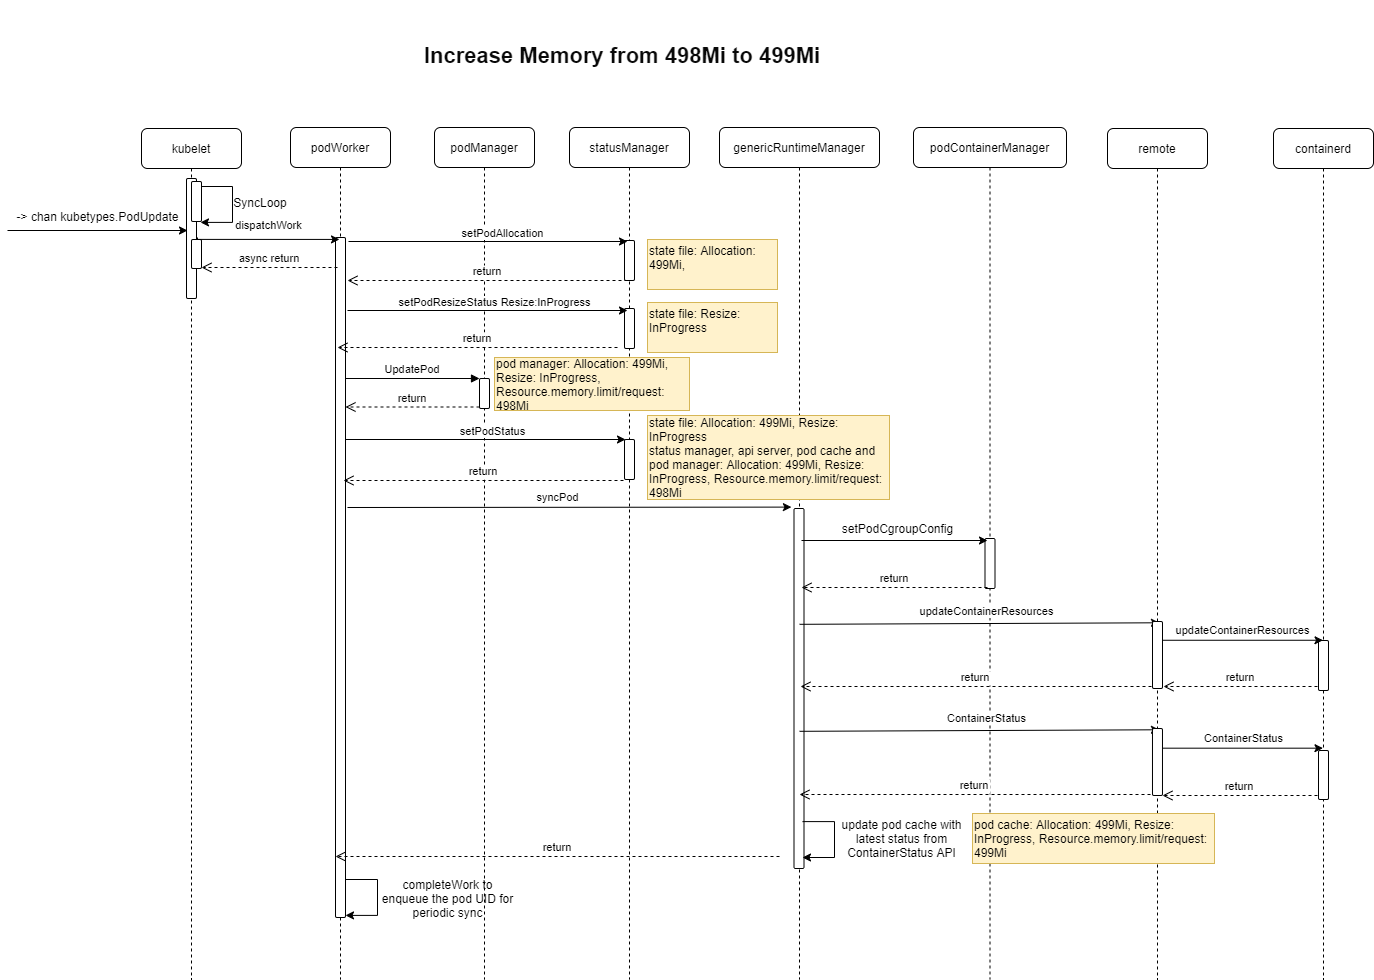 Increase Memory from 498Mi to 499Mi
kubelet
podWorker
podManager
statusManager
genericRuntimeManager
podContainerManager
remote
containerd
SyncLoop
-> chan kubetypes.PodUpdate
dispatchWork
async return
setPodAllocation
state file: Allocation:
499Mi,
return
setPodResizeStatus Resize:InProgress
state file: Resize:
InProgress
return
UpdatePod
pod manager: Allocation: 499Mi,
Resize: InProgress,
Resource.memory.limit/request:
498Mi
return
setPodStatus
state file: Allocation: 499Mi, Resize:
InProgress
status manager, api server, pod cache and
pod manager: Allocation: 499Mi, Resize:
InProgress, Resource.memory.limit/request:
498Mi
return
syncPod
setPodCgroupConfig
return
updateContainerResources
updateContainerResources
return
return
ContainerStatus
ContainerStatus
return
return
update pod cache with
latest status from
ContainerStatus API
pod cache: Allocation: 499Mi, Resize:
InProgress, Resource.memory.limit/request:
499Mi
return
completeWork to
enqueue the pod UID for
periodic sync